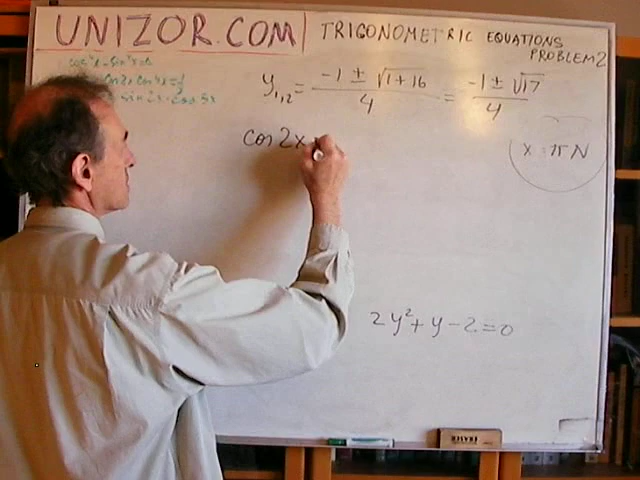 UNIZOR.COM
TRIGONOMETRIC EQUATIONS
PROBLEM 2
y₁,₂ = (-1 ± √1+16)/4 = (-1 ± √17)/4
cos 2x
x = πN
2y² + y - 2 = 0